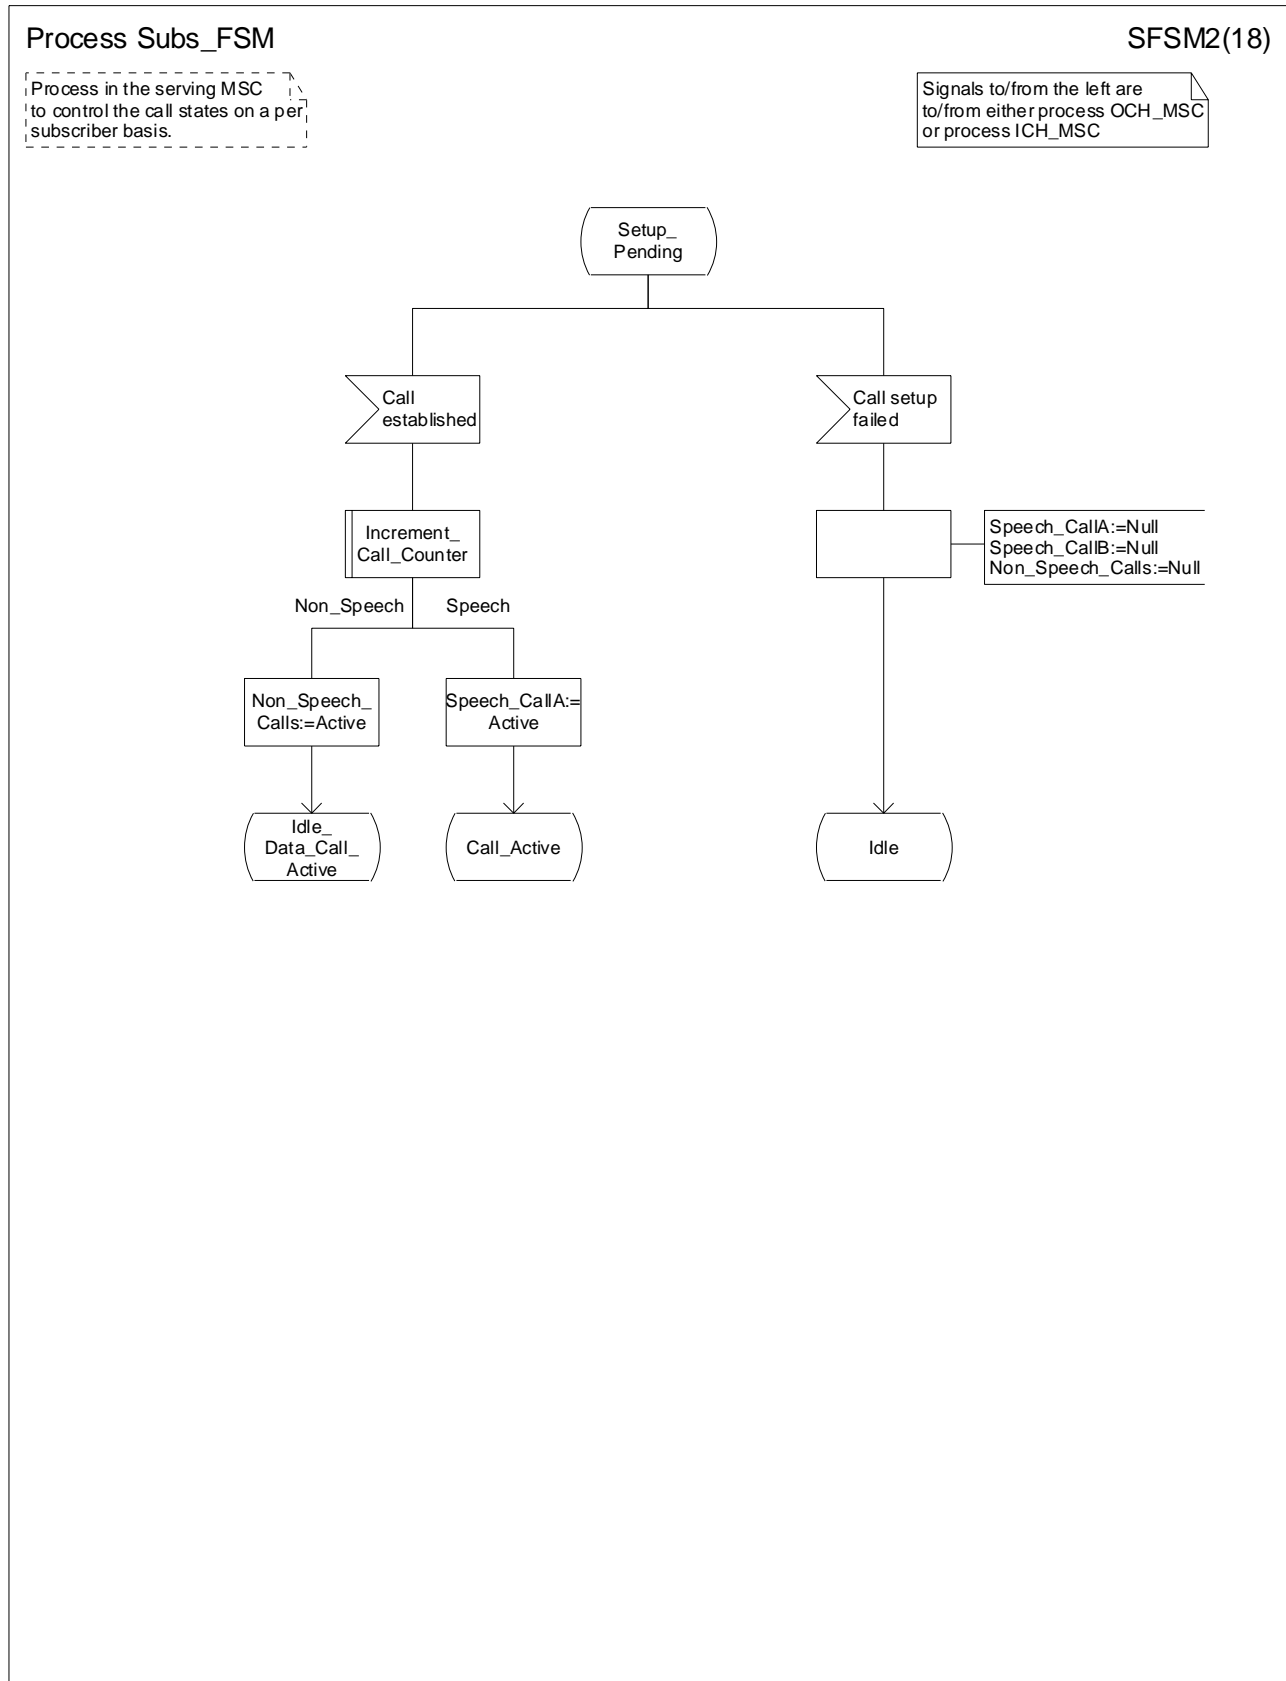 Process Subs_FSM
SFSM2(18)
Process in the serving MSC
to control the call states on a per
subscriber basis.
Signals to/from the left are
to/from either process OCH_MSC
or process ICH_MSC
Setup_
Pending
Call
established
Call setup
failed
Increment_
Call_Counter
Speech_CallA:=Null
Speech_CallB:=Null
Non_Speech_Calls:=Null
Non_Speech
Speech
Non_Speech_
Calls:=Active
Speech_CallA:=
Active
Idle_
Data_Call_
Active
Call_Active
Idle